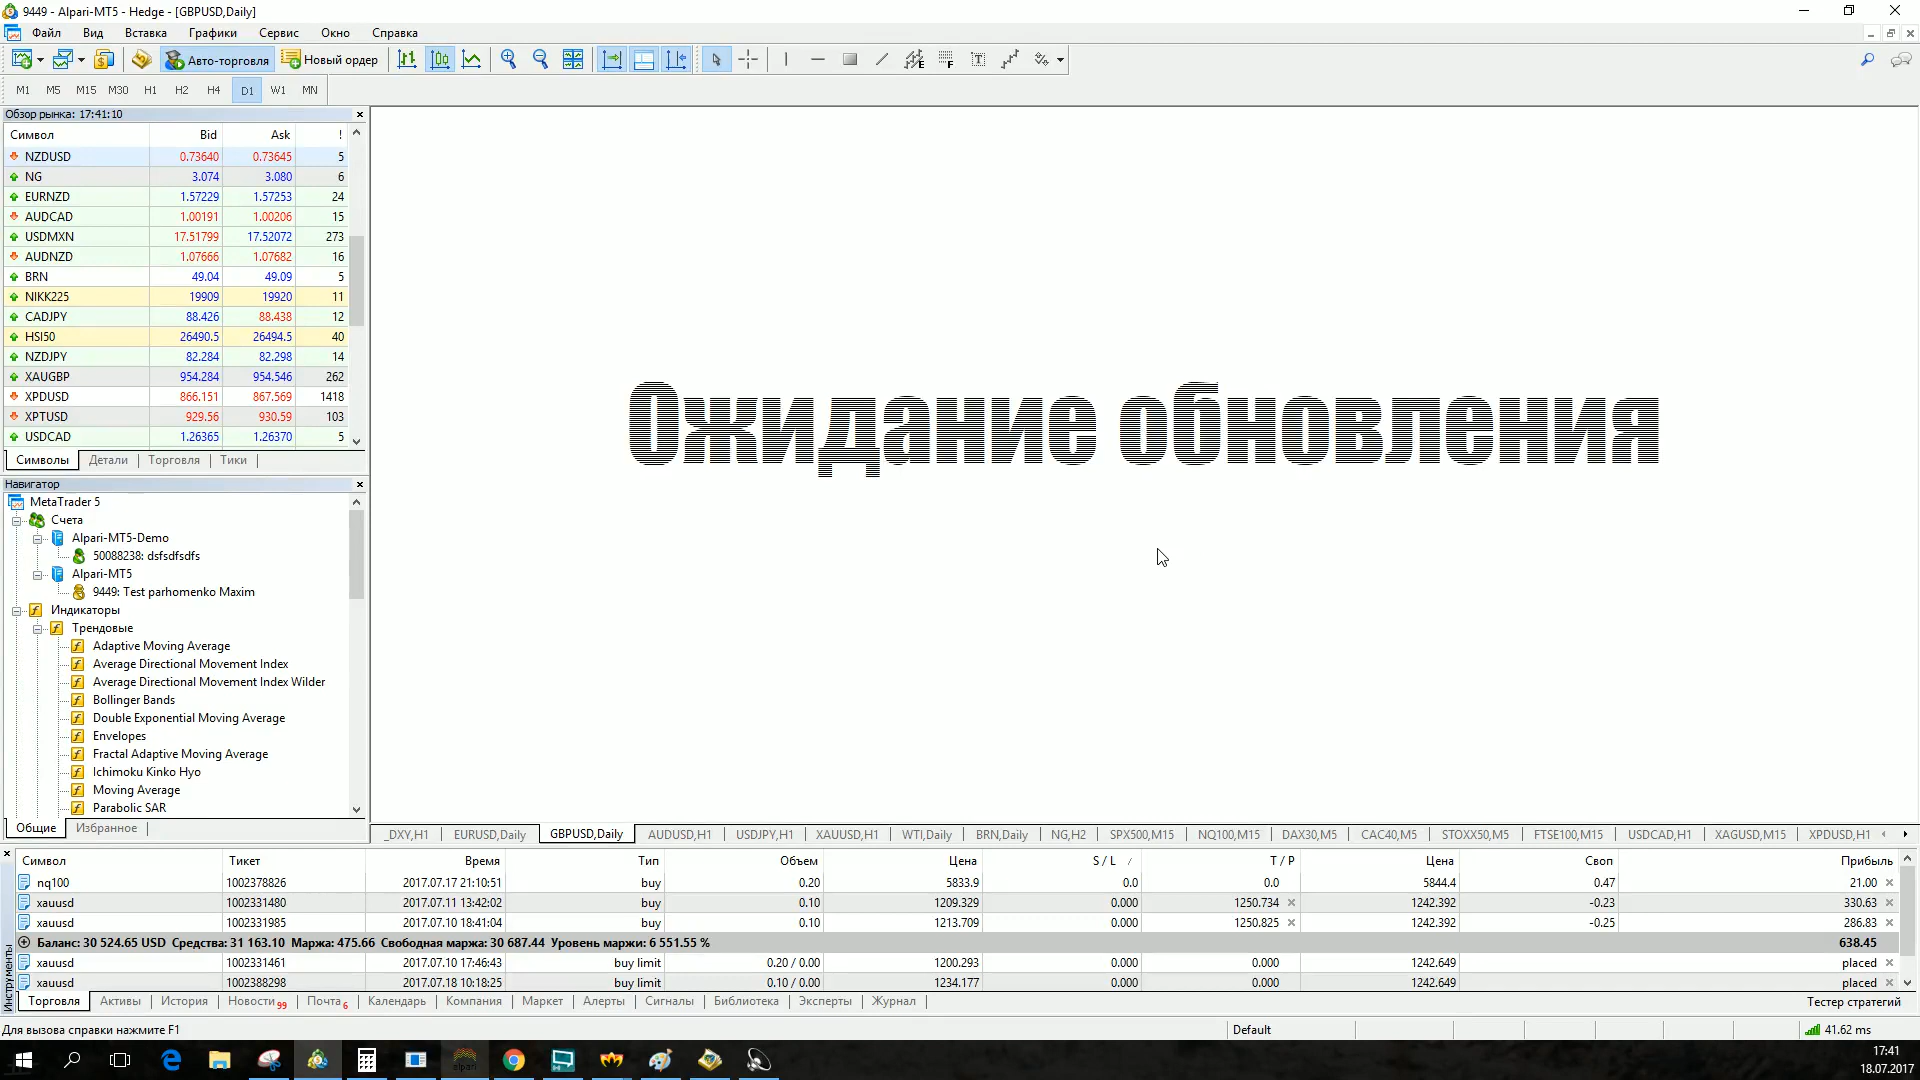 9449 - Alpari-MT5 - Hedge - [GBPUSD,Daily]
Файл Вид Вставка Графики Сервис Окно Справка
Авто-торговля Новый ордер
M1 M5 M15 M30 H1 H2 H4 D1 W1 MN
Обзор рынка: 17:41:10
Символ Bid Ask !
NZDUSD 0.73640 0.73645 5
NG 3.074 3.080 6
EURNZD 1.57229 1.57253 24
AUDCAD 1.00191 1.00206 15
USDMXN 17.51799 17.52072 273
AUDNZD 1.07666 1.07682 16
BRN 49.04 49.09 5
NIKK225 19909 19920 11
CADJPY 88.426 88.438 12
HSI50 26490.5 26494.5 40
NZDJPY 82.284 82.298 14
XAUGBP 954.284 954.546 262
XPDUSD 866.151 867.569 1418
XPTUSD 929.56 930.59 103
USDCAD 1.26365 1.26370 5
Символы Детали Торговля Тики
Ожидание обновления
Навигатор
MetaTrader 5
Счета
Alpari-MT5-Demo
50088238: dsfsdfsdfs
Alpari-MT5
9449: Test parhomenko Maxim
Индикаторы
Трендовые
Adaptive Moving Average
Average Directional Movement Index
Average Directional Movement Index Wilder
Bollinger Bands
Double Exponential Moving Average
Envelopes
Fractal Adaptive Moving Average
Ichimoku Kinko Hyo
Moving Average
Parabolic SAR
Общие Избранное
_DXY,H1 EURUSD,Daily GBPUSD,Daily AUDUSD,H1 USDJPY,H1 XAUUSD,H1 WTI,Daily BRN,Daily NG,H2 SPX500,M15 NQ100,M15 DAX30,M5 CAC40,M5 STOXX50,M5 FTSE100,M15 USDCAD,H1 XAGUSD,M15 XPDUSD,H1
Символ Тикет Время Тип Объем Цена S / L / T / P Цена Своп Прибыль
nq100 1002378826 2017.07.17 21:10:51 buy 0.20 5833.9 0.0 0.0 5844.4 0.47 21.00
xauusd 1002331480 2017.07.11 13:42:02 buy 0.10 1209.329 0.000 1250.734 1242.392 -0.23 330.63
xauusd 1002331985 2017.07.10 18:41:04 buy 0.10 1213.709 0.000 1250.825 1242.392 -0.25 286.83
Баланс: 30 524.65 USD Средства: 31 163.10 Маржа: 475.66 Свободная маржа: 30 687.44 Уровень маржи: 6 551.55 % 638.45
xauusd 1002331461 2017.07.10 17:46:43 buy limit 0.20 / 0.00 1200.293 0.000 0.000 1242.649 placed
xauusd 1002388298 2017.07.18 10:18:25 buy limit 0.10 / 0.00 1234.177 0.000 0.000 1242.649 placed
Инструменты
Торговля Активы История Новости 99 Почта 6 Календарь Компания Маркет Алерты Сигналы Библиотека Эксперты Журнал Тестер стратегий
Для вызова справки нажмите F1 Default 41.62 ms
alpari
17:41
18.07.2017